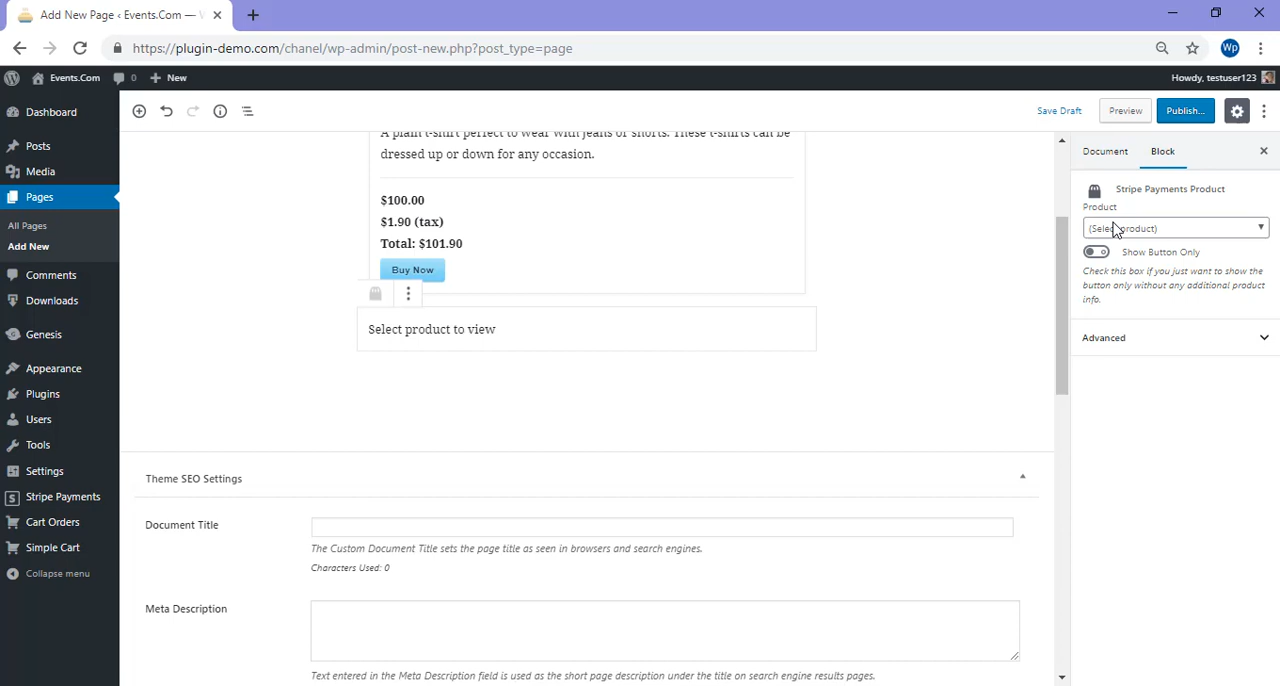 Add New Page ‹ Events.Com — W
https://plugin-demo.com/chanel/wp-admin/post-new.php?post_type=page
Wp
Events.Com
0
New
Howdy, testuser123
Dashboard
Posts
Media
Pages
All Pages
Add New
Comments
Downloads
Genesis
Appearance
Plugins
Users
Tools
Settings
Stripe Payments
Cart Orders
Simple Cart
Collapse menu
Save Draft
Preview
Publish...
A plain t-shirt perfect to wear with jeans or shorts. These t-shirts can be
dressed up or down for any occasion.
$100.00
$1.90 (tax)
Total: $101.90
Buy Now
Select product to view
Theme SEO Settings
Document Title
The Custom Document Title sets the page title as seen in browsers and search engines.
Characters Used: 0
Meta Description
Text entered in the Meta Description field is used as the short page description under the title on search engine results pages.
Document
Block
Stripe Payments Product
Product
(Select product)
Show Button Only
Check this box if you just want to show the
button only without any additional product
info.
Advanced